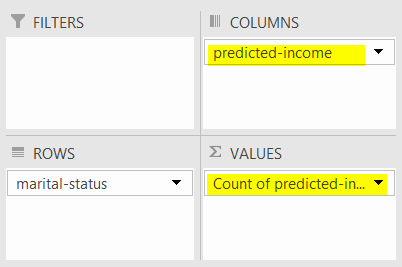 FILTERS
COLUMNS
predicted-income
ROWS
VALUES
marital-status
Count of predicted-in...